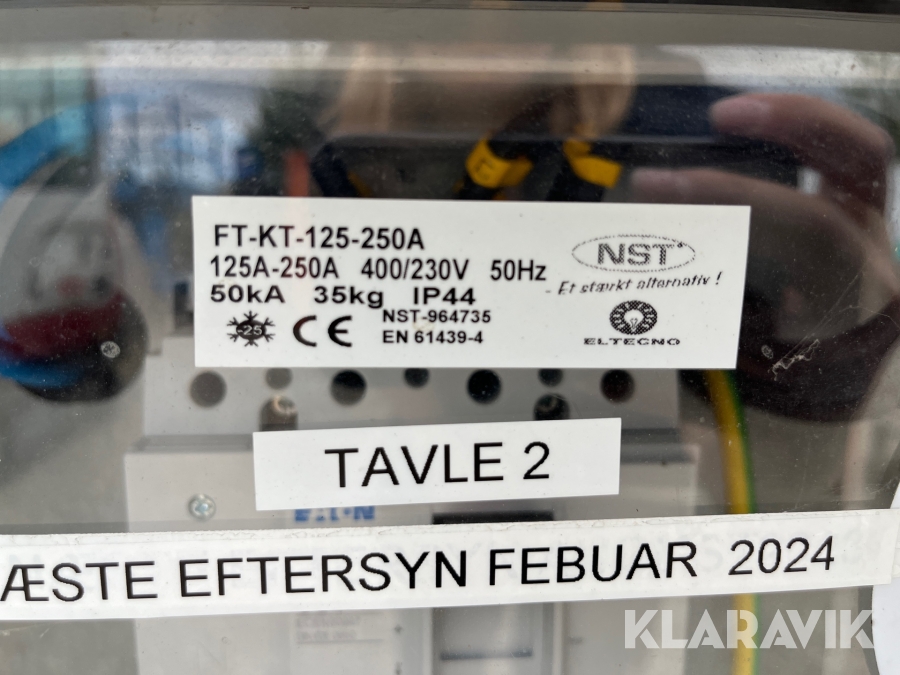 FT-KT-125-250A
125A-250A 400/230V 50Hz
50kA 35kg IP44
NST-964735
-25 CE EN 61439-4
NST
- Et stærkt alternativ !
ELTECNO
TAVLE 2
EATON
ÆSTE EFTERSYN FEBUAR 2024
KLARAVIK